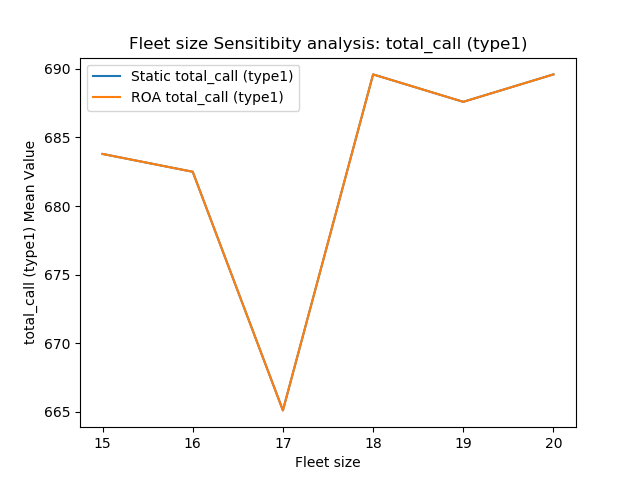 Fleet size Sensitibity analysis: total_call (type1)
Static total_call (type1)
ROA total_call (type1)
total_call (type1) Mean Value
690
685
680
675
670
665
15 16 17 18 19 20
Fleet size